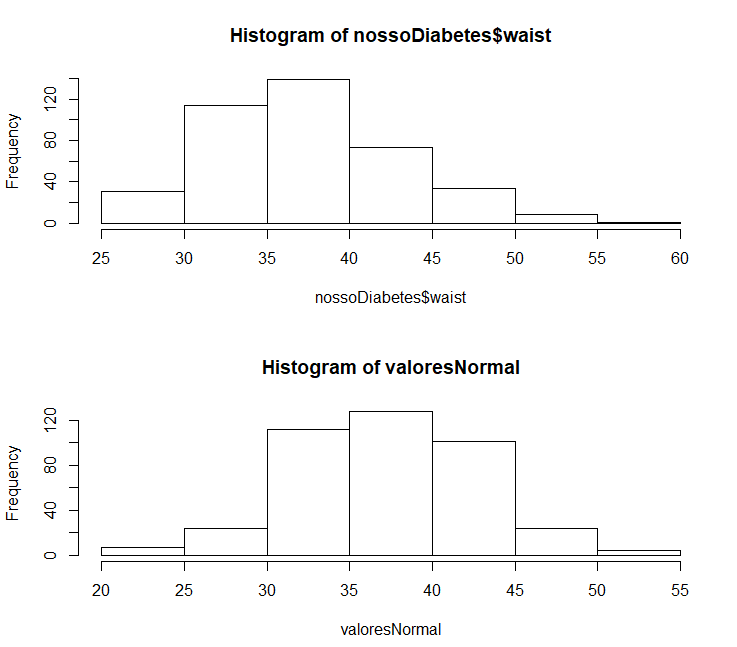 Histogram of nossoDiabetes$waist
Frequency
0 40 80 120
25 30 35 40 45 50 55 60
nossoDiabetes$waist
Histogram of valoresNormal
Frequency
0 40 80 120
20 25 30 35 40 45 50 55
valoresNormal